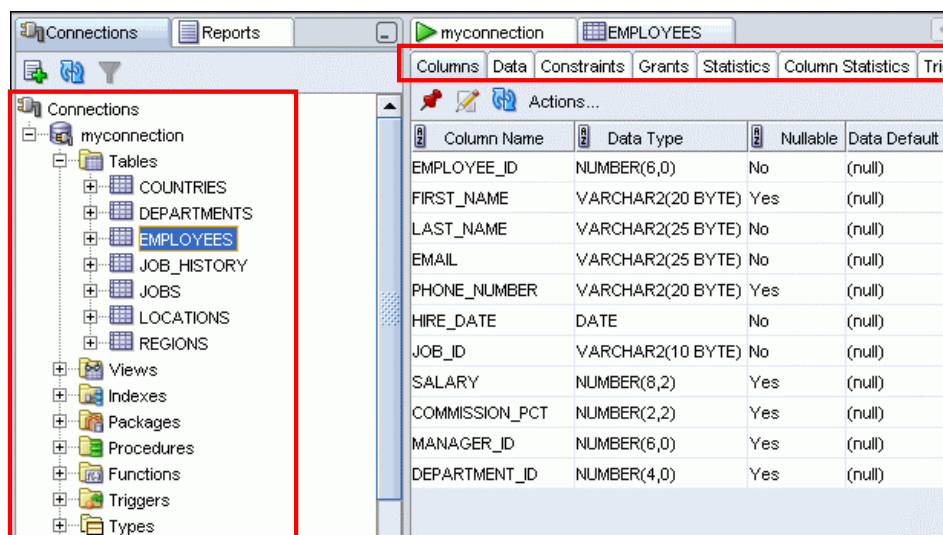 Connections Reports
Connections
myconnection
Tables
COUNTRIES
DEPARTMENTS
EMPLOYEES
JOB_HISTORY
JOBS
LOCATIONS
REGIONS
Views
Indexes
Packages
Procedures
Functions
Triggers
Types
myconnection EMPLOYEES
Columns Data Constraints Grants Statistics Column Statistics
Actions...
Column Name Data Type Nullable Data Default
EMPLOYEE_ID NUMBER(6,0) No (null)
FIRST_NAME VARCHAR2(20 BYTE) Yes (null)
LAST_NAME VARCHAR2(25 BYTE) No (null)
EMAIL VARCHAR2(25 BYTE) No (null)
PHONE_NUMBER VARCHAR2(20 BYTE) Yes (null)
HIRE_DATE DATE No (null)
JOB_ID VARCHAR2(10 BYTE) No (null)
SALARY NUMBER(8,2) Yes (null)
COMMISSION_PCT NUMBER(2,2) Yes (null)
MANAGER_ID NUMBER(6,0) Yes (null)
DEPARTMENT_ID NUMBER(4,0) Yes (null)